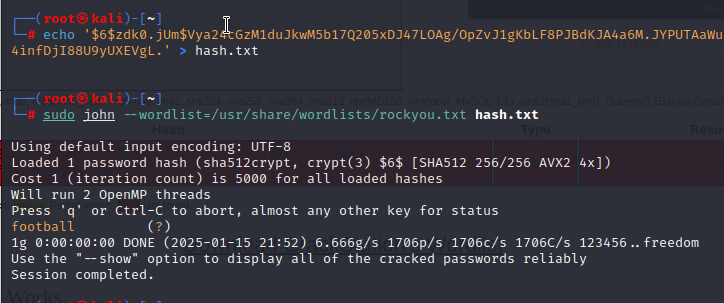 ┌──(root㉿kali)-[~]
└─# echo '$6$zdk0.jUm$Vya24cGzM1duJkwM5b17Q205xDJ47LOAg/OpZvJ1gKbLF8PJBdKJA4a6M.JYPUTAaWu
4infDjI88U9yUXEVgL.' > hash.txt
┌──(root㉿kali)-[~]
└─# sudo john --wordlist=/usr/share/wordlists/rockyou.txt hash.txt
Using default input encoding: UTF-8
Loaded 1 password hash (sha512crypt, crypt(3) $6$ [SHA512 256/256 AVX2 4x])
Cost 1 (iteration count) is 5000 for all loaded hashes
Will run 2 OpenMP threads
Press 'q' or Ctrl-C to abort, almost any other key for status
football         (?)
1g 0:00:00:00 DONE (2025-01-15 21:52) 6.666g/s 1706p/s 1706c/s 1706C/s 123456..freedom
Use the "--show" option to display all of the cracked passwords reliably
Session completed.